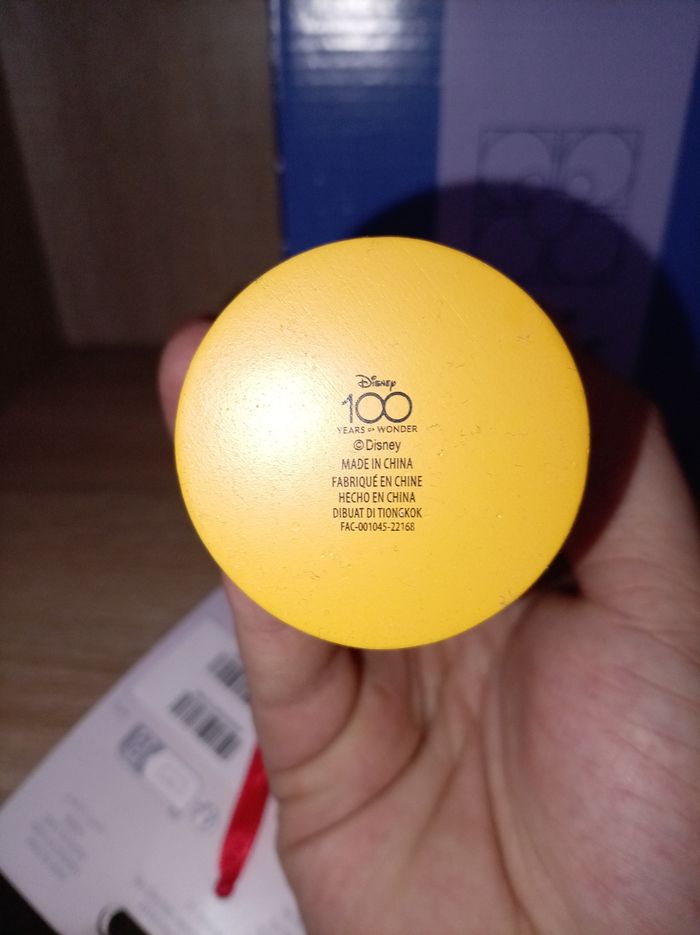 Disney
100
YEARS OF WONDER
©Disney
MADE IN CHINA
FABRIQUÉ EN CHINE
HECHO EN CHINA
DIBUAT DI TIONGKOK
FAC-001045-22168